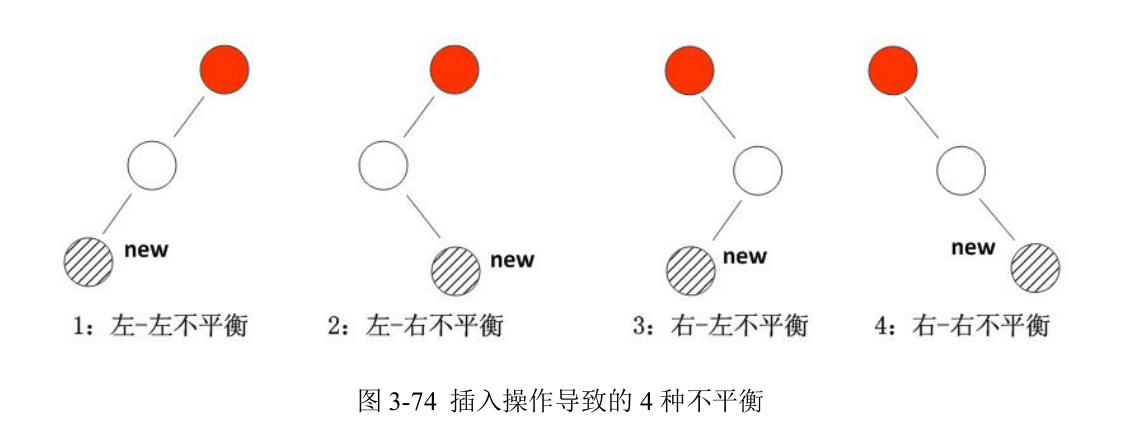 new
new
new
new
1: 左-左不平衡
2: 左-右不平衡
3: 右-左不平衡
4: 右-右不平衡
图 3-74 插入操作导致的 4 种不平衡